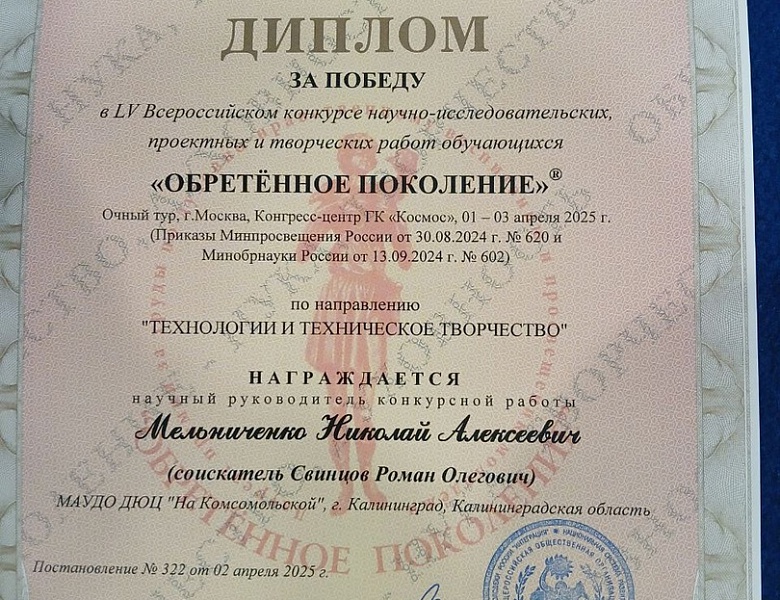 ДИПЛОМ
ЗА ПОБЕДУ
в LV Всероссийском конкурсе научно-исследовательских,
проектных и творческих работ обучающихся
«ОБРЕТЁННОЕ ПОКОЛЕНИЕ»®
Очный тур, г.Москва, Конгресс-центр ГК «Космос», 01 – 03 апреля 2025 г.
(Приказы Минпросвещения России от 30.08.2024 г. № 620 и
Минобрнауки России от 13.09.2024 г. № 602)
по направлению
"ТЕХНОЛОГИИ И ТЕХНИЧЕСКОЕ ТВОРЧЕСТВО"
НАГРАЖДАЕТСЯ
научный руководитель конкурсной работы
Мельниченко Николай Алексеевич
(соискатель Свинцов Роман Олегович)
МАУДО ДЮЦ "На Комсомольской", г. Калининград, Калининградская область
ОБРЕТЁННОЕ ПОКОЛЕНИЕ
Постановление № 322 от 02 апреля 2025 г.